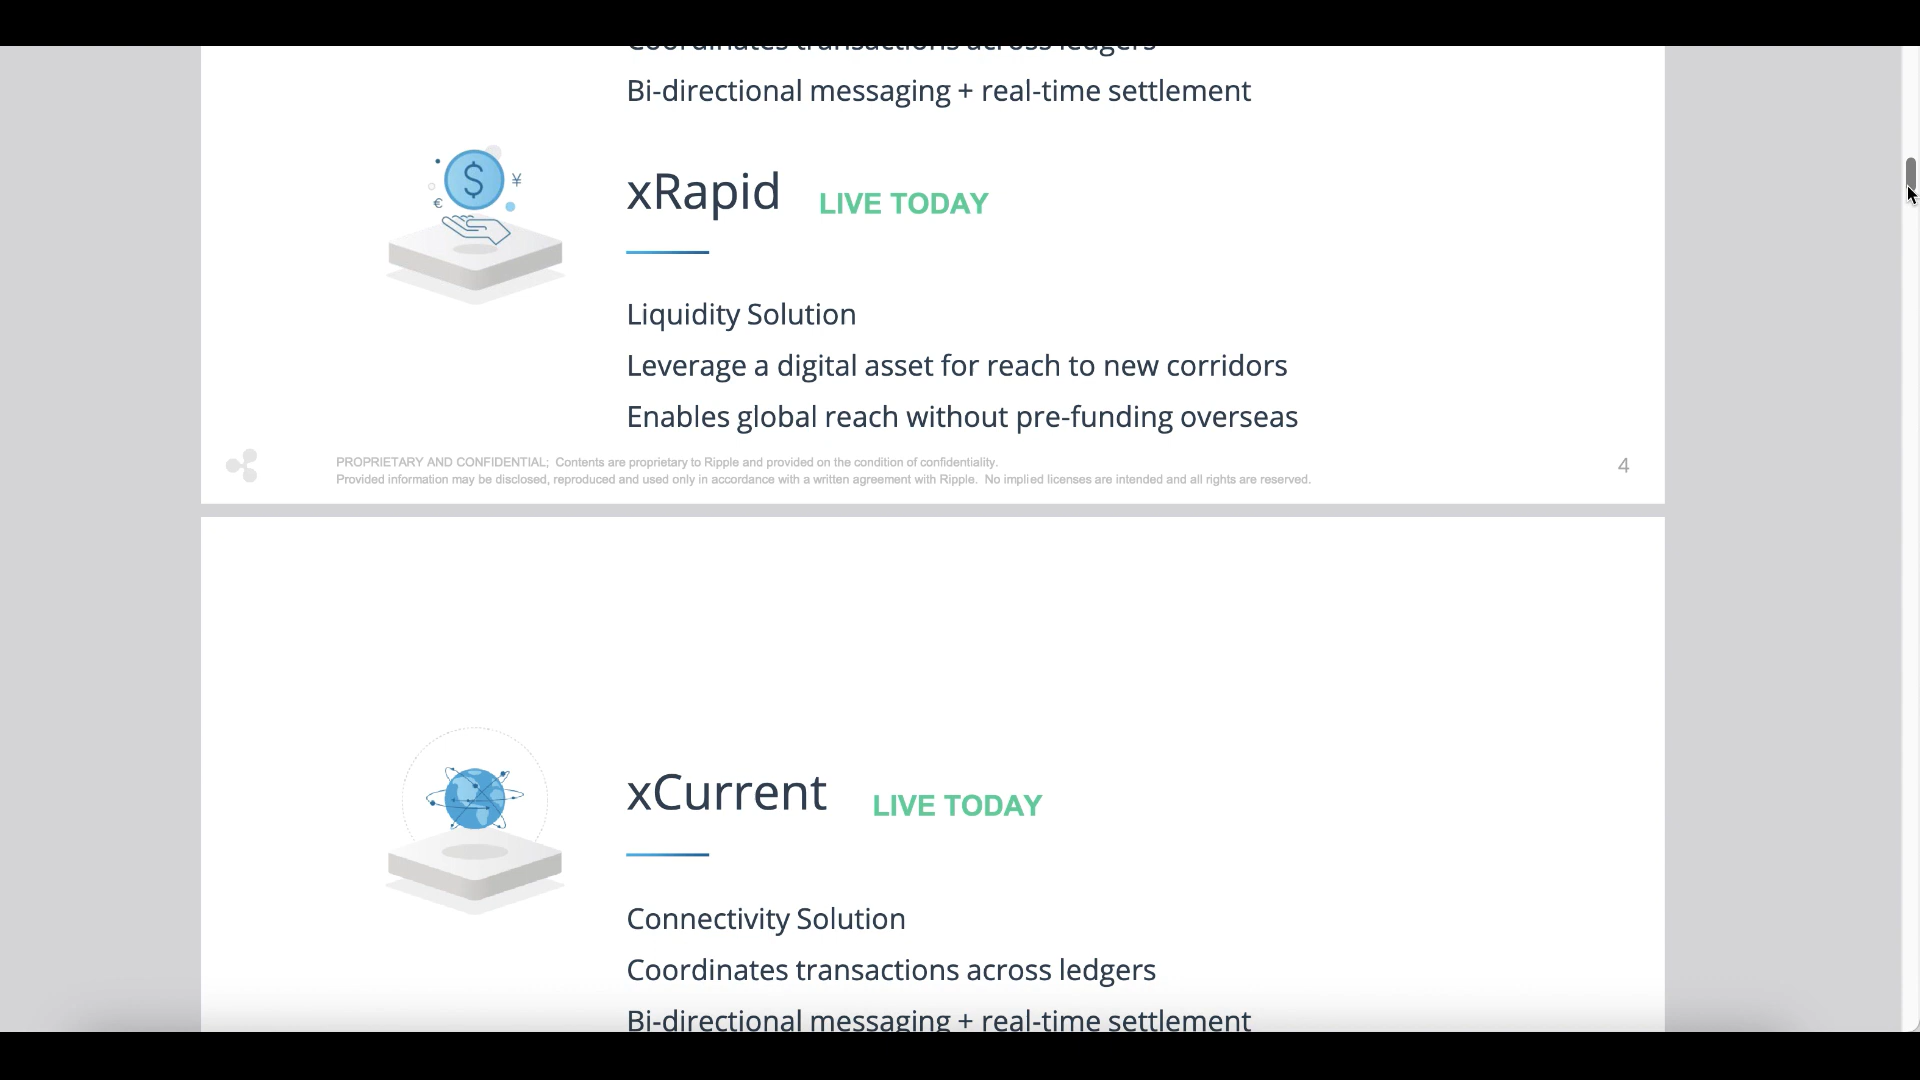 Coordinates transactions across ledgers
Bi-directional messaging + real-time settlement
$
¥
€
xRapid LIVE TODAY
Liquidity Solution
Leverage a digital asset for reach to new corridors
Enables global reach without pre-funding overseas
PROPRIETARY AND CONFIDENTIAL; Contents are proprietary to Ripple and provided on the condition of confidentiality.
Provided information may be disclosed, reproduced and used only in accordance with a written agreement with Ripple. No implied licenses are intended and all rights are reserved.
4
xCurrent LIVE TODAY
Connectivity Solution
Coordinates transactions across ledgers
Bi-directional messaging + real-time settlement